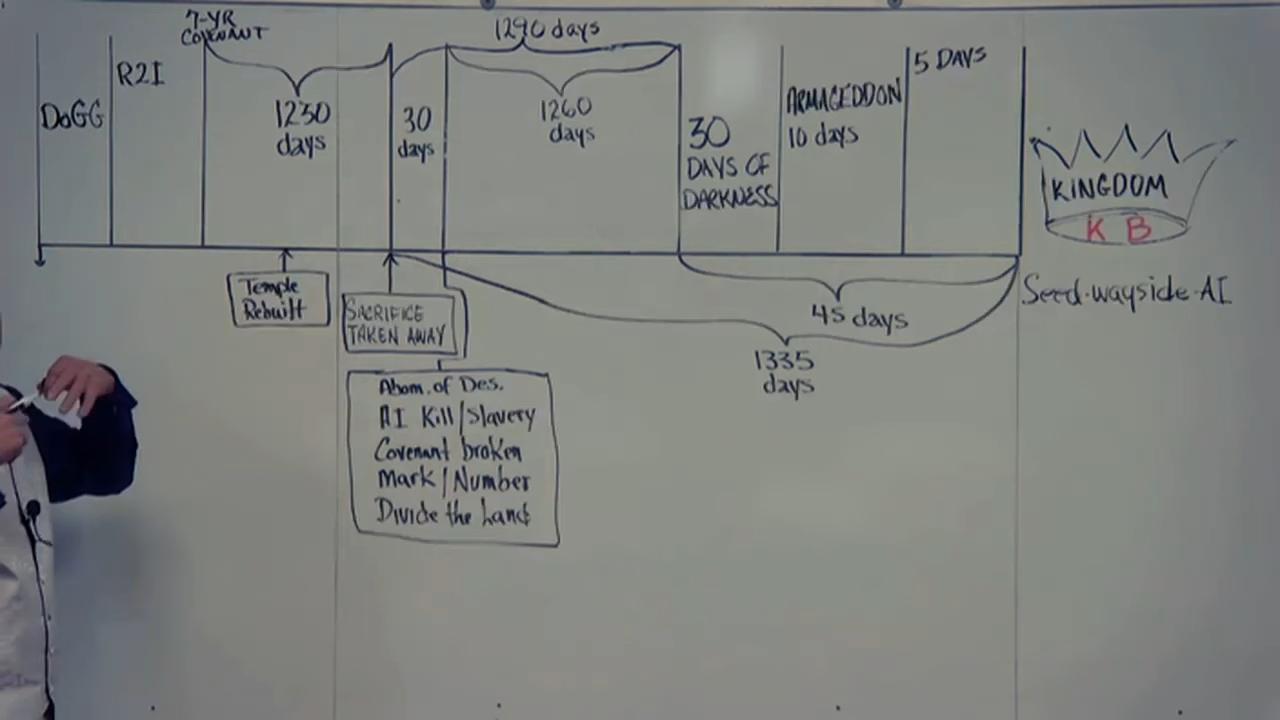 7-YR
COVENANT
1290 days
DoGG
R2I
1230
days
30
days
1260
days
30
DAYS OF
DARKNESS
ARMAGEDDON
10 days
5 DAYS
KINGDOM
K B
Temple
Rebuilt
SACRIFICE
TAKEN AWAY
45 days
Seed-wayside-AI
1335
days
Abom. of Des.
AI Kill/Slavery
Covenant broken
Mark/Number
Divide the Land